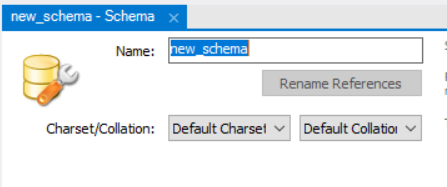 new_schema - Schema
Name: new_schema
Rename References
Charset/Collation: Default Charset Default Collation